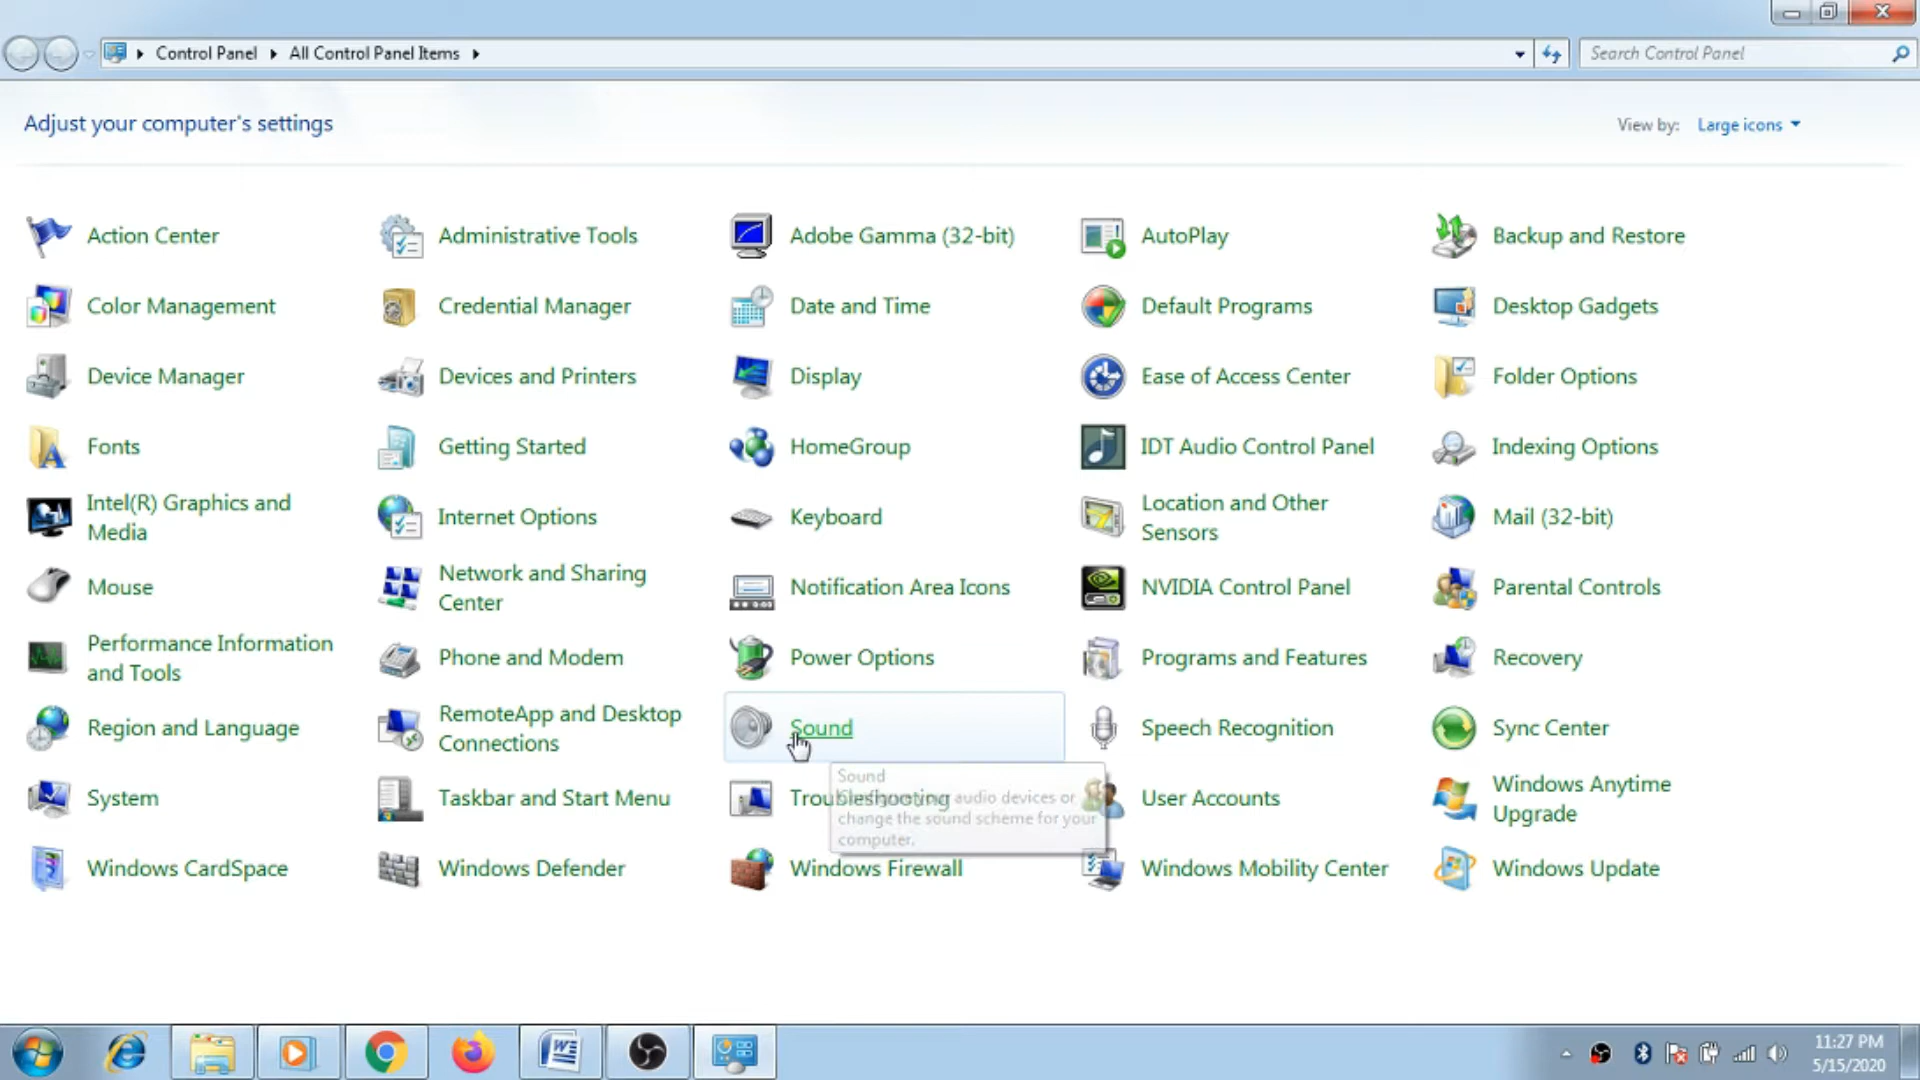 Control Panel
All Control Panel Items
Search Control Panel
Adjust your computer's settings
View by:
Large icons
Action Center
Administrative Tools
Adobe Gamma (32-bit)
AutoPlay
Backup and Restore
Color Management
Credential Manager
Date and Time
Default Programs
Desktop Gadgets
Device Manager
Devices and Printers
Display
Ease of Access Center
Folder Options
Fonts
Getting Started
HomeGroup
IDT Audio Control Panel
Indexing Options
Intel(R) Graphics and
Media
Internet Options
Keyboard
Location and Other
Sensors
Mail (32-bit)
Mouse
Network and Sharing
Center
Notification Area Icons
NVIDIA Control Panel
Parental Controls
Performance Information
and Tools
Phone and Modem
Power Options
Programs and Features
Recovery
Region and Language
RemoteApp and Desktop
Connections
Sound
Speech Recognition
Sync Center
Sound
audio devices or
change the sound scheme for your
computer.
System
Taskbar and Start Menu
Troubleshooting
User Accounts
Windows Anytime
Upgrade
Windows CardSpace
Windows Defender
Windows Firewall
Windows Mobility Center
Windows Update
11:27 PM
5/15/2020